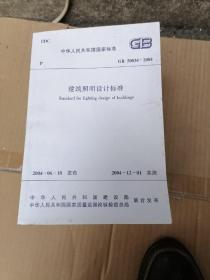 UDC
中华人民共和国国家标准
GB
P
GB 50034-2004
建筑照明设计标准
Standard for lighting design of buildings
2004-06-18 发布
2004-12-01 实施
中华人民共和国建设部
中华人民共和国国家质量监督检验检疫总局
联合发布